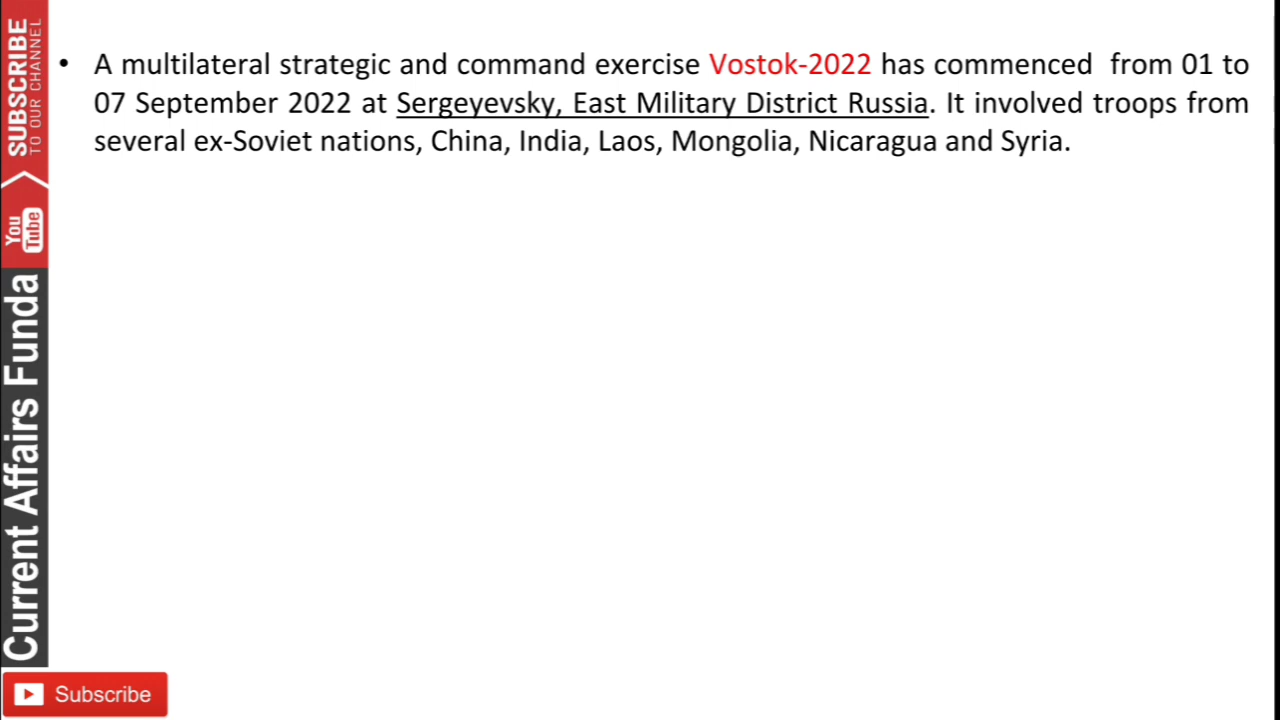 • A multilateral strategic and command exercise Vostok-2022 has commenced from 01 to
07 September 2022 at Sergeyevsky, East Military District Russia. It involved troops from
several ex-Soviet nations, China, India, Laos, Mongolia, Nicaragua and Syria.
SUBSCRIBE
TO OUR CHANNEL
You
Tube
Current Affairs Funda
Subscribe